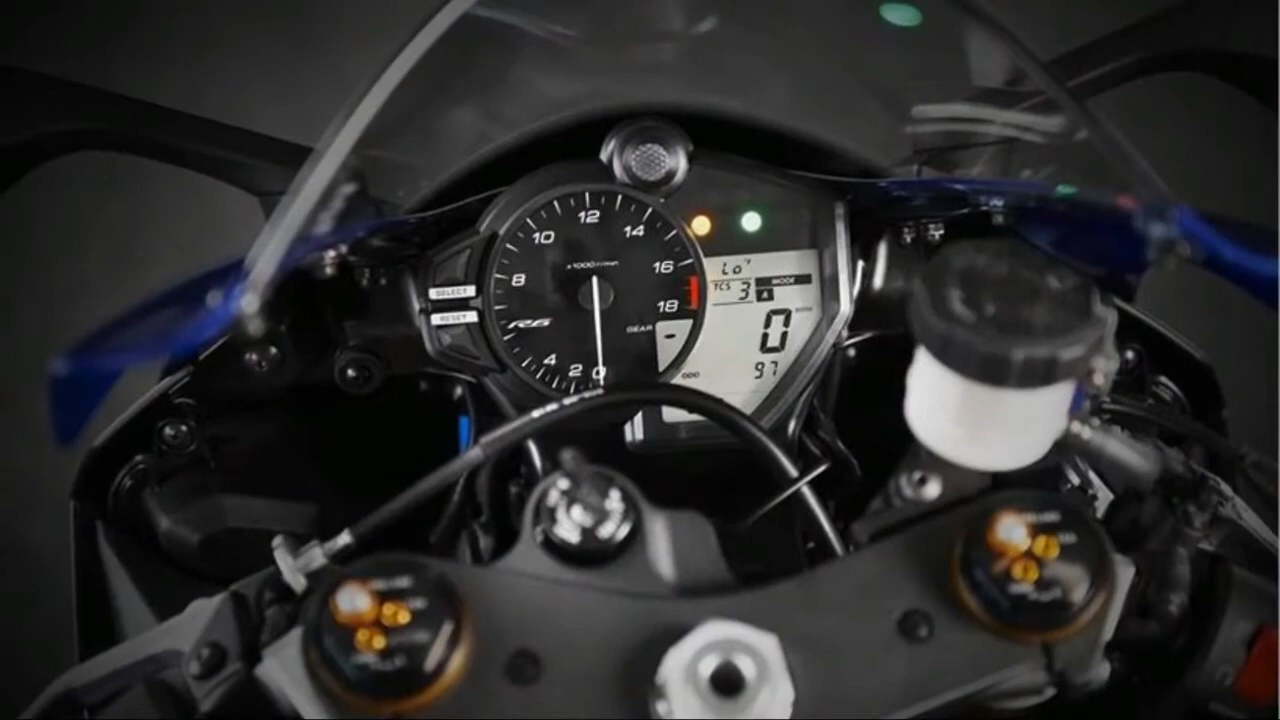 12
10
14
8
x1000r/min
16
18
SELECT
RESET
R6
GEAR
4
2
0
Lo
TCS 3
MODE
A
0
ODO
97